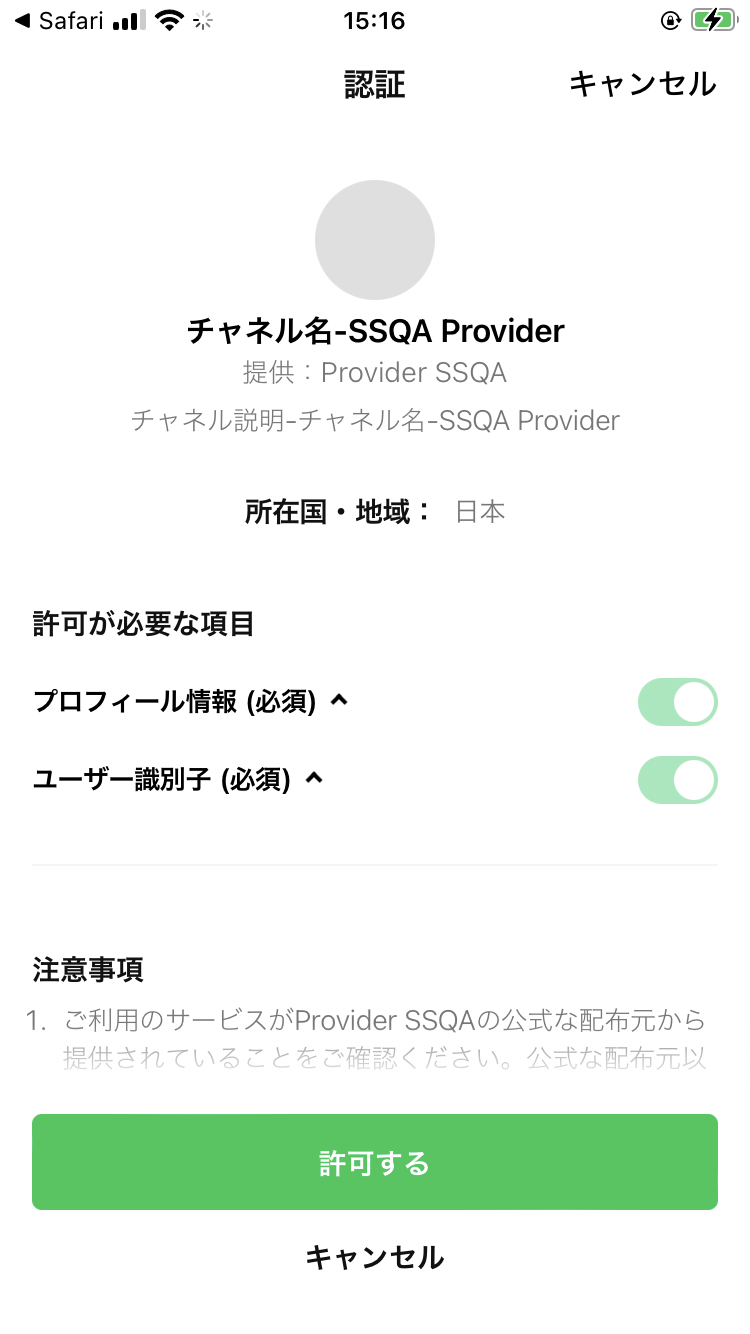 Safari 15:16
認証 キャンセル
チャネル名-SSQA Provider
提供：Provider SSQA
チャネル説明-チャネル名-SSQA Provider
所在国・地域： 日本
許可が必要な項目
プロフィール情報 (必須)
ユーザー識別子 (必須)
注意事項
1. ご利用のサービスがProvider SSQAの公式な配布元から
提供されていることをご確認ください。公式な配布元以
許可する
キャンセル